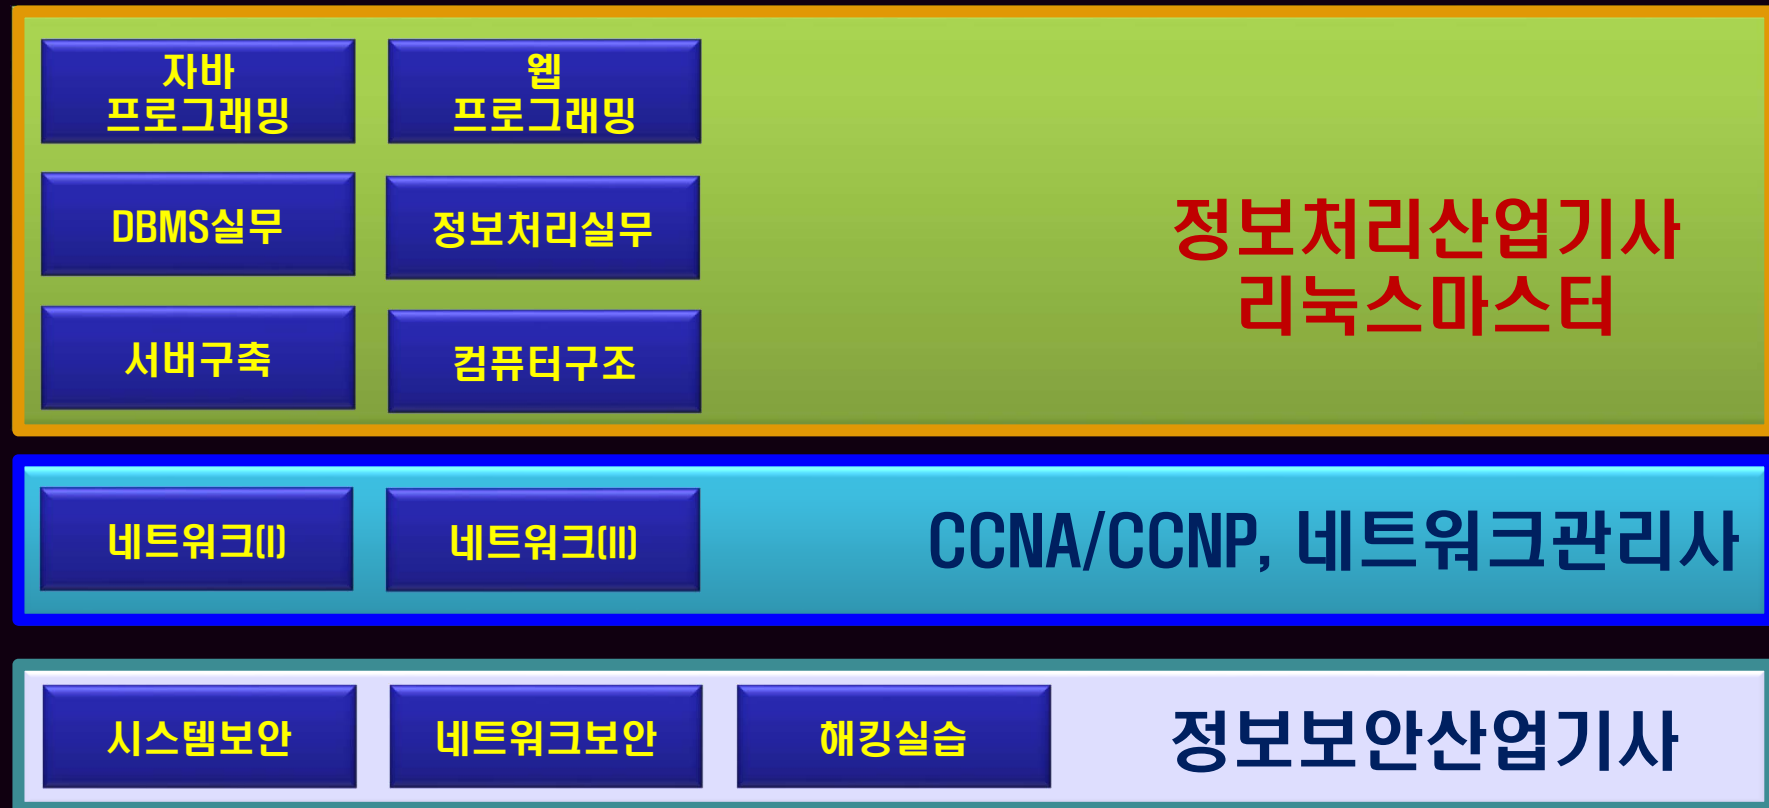 자바
프로그래밍
웹
프로그래밍
DBMS실무
정보처리실무
서버구축
컴퓨터구조
정보처리산업기사
리눅스마스터
네트워크(I)
네트워크(II)
CCNA/CCNP, 네트워크관리사
시스템보안
네트워크보안
해킹실습
정보보안산업기사